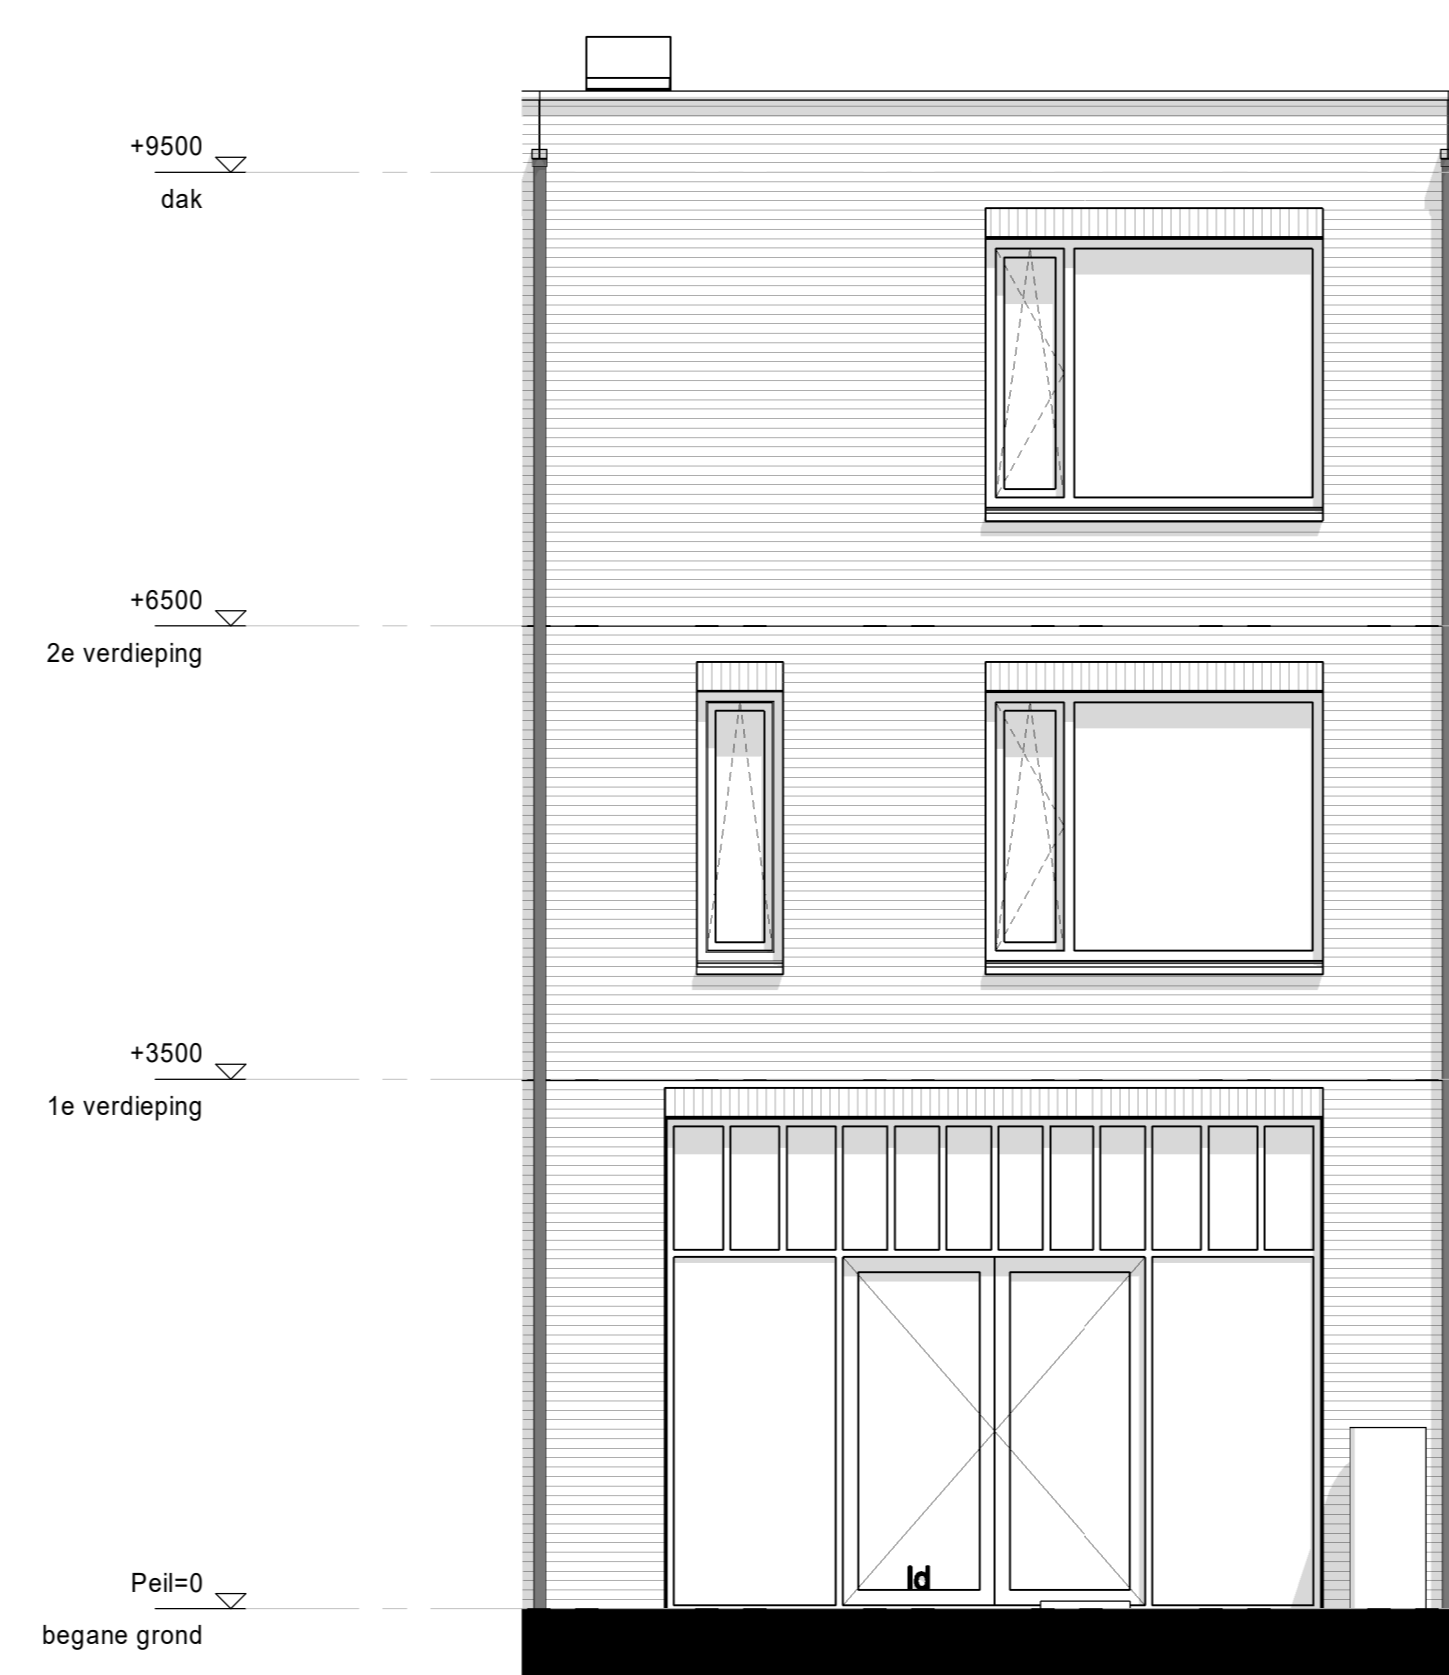 +9500
dak
+6500
2e verdieping
+3500
1e verdieping
ld
Peil=0
begane grond